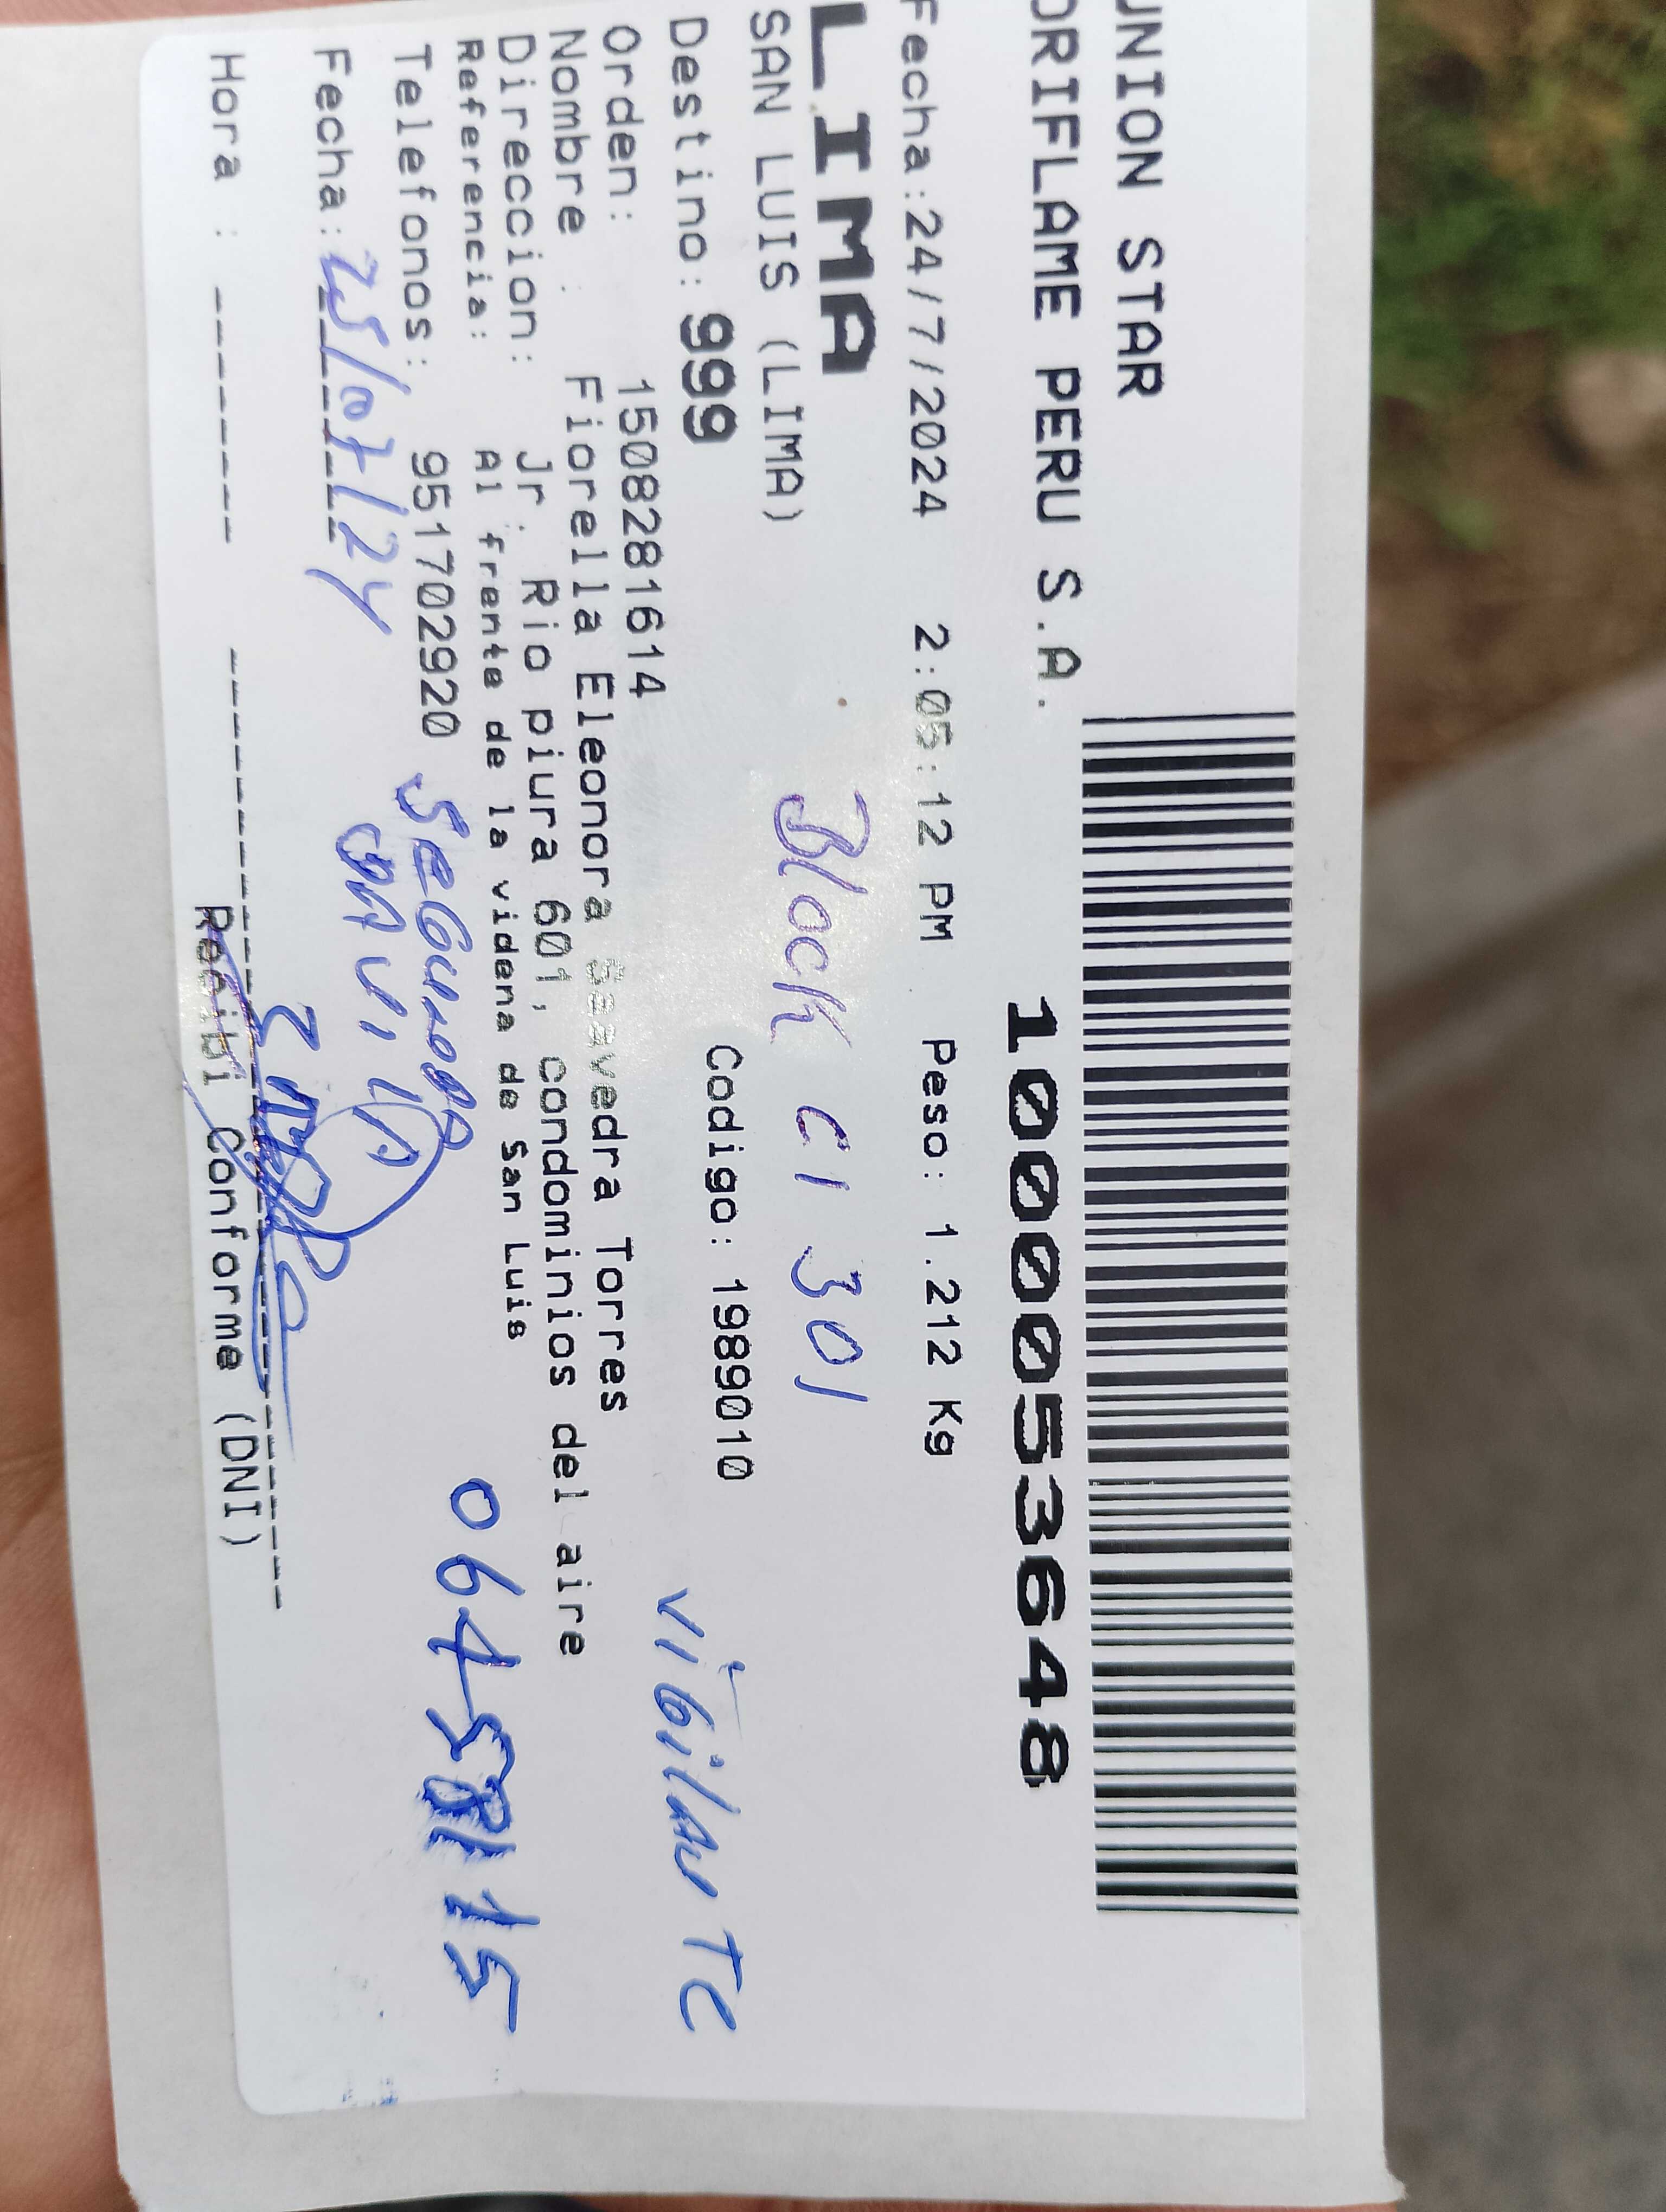 UNION STAR
ORIFLAME PERU S.A.
1000053648
Fecha:24/7/2024 2:05:12 PM Peso: 1.212 Kg
LIMA
Block C1 301
SAN LUIS (LIMA)
Destino: 999 Codigo: 1989010
Vigilante
Orden: 1508281614
Nombre : Fiorella Eleonora Saavedra Torres
Direccion: Jr. Rio piura 601, condominios del aire
Referencia: Al frente de la videna de San Luis
Telefonos: 951702920
Fecha: 25/07/24
Hora :
Recibi Conforme (DNI)